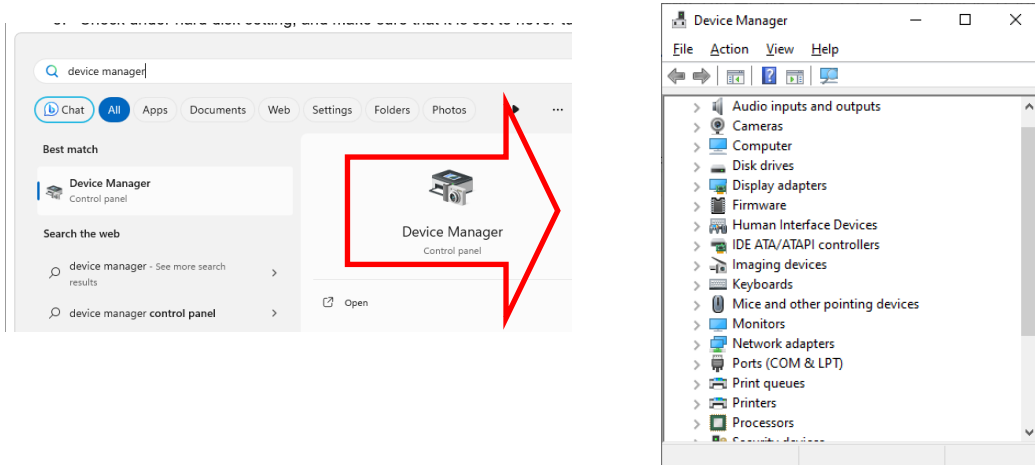 device manager
Chat All Apps Documents Web Settings Folders Photos ...
Best match
Device Manager
Control panel
Search the web
device manager - See more search
results
device manager control panel
Device Manager
Control panel
Open
Device Manager
File Action View Help
Audio inputs and outputs
Cameras
Computer
Disk drives
Display adapters
Firmware
Human Interface Devices
IDE ATA/ATAPI controllers
Imaging devices
Keyboards
Mice and other pointing devices
Monitors
Network adapters
Ports (COM & LPT)
Print queues
Printers
Processors